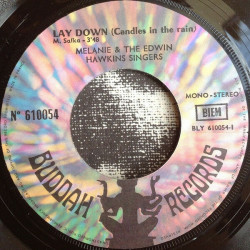 LAY DOWN (Candles in the rain)
M. Safka - 3'48
MELANIE & THE EDWIN
HAWKINS SINGERS
MONO - STEREO
N° 610054
BIEM
BLY 610054-1
BUDDAH RECORDS